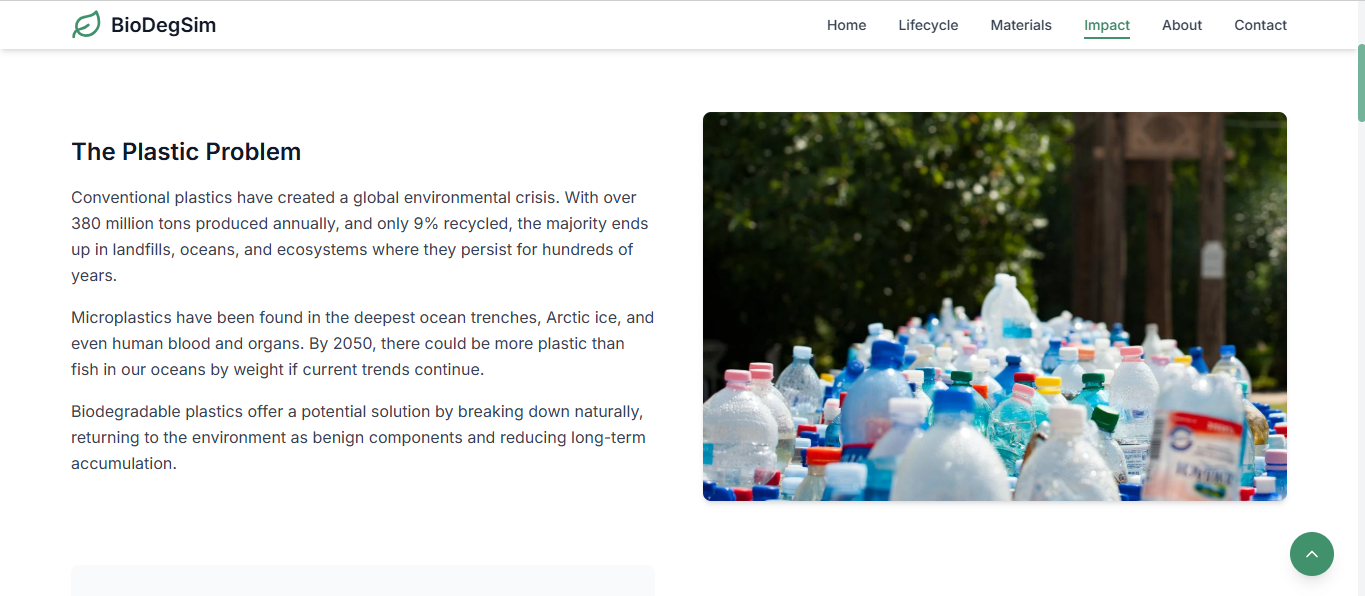 BioDegSim
Home Lifecycle Materials Impact About Contact
The Plastic Problem
Conventional plastics have created a global environmental crisis. With over
380 million tons produced annually, and only 9% recycled, the majority ends
up in landfills, oceans, and ecosystems where they persist for hundreds of
years.
Microplastics have been found in the deepest ocean trenches, Arctic ice, and
even human blood and organs. By 2050, there could be more plastic than
fish in our oceans by weight if current trends continue.
Biodegradable plastics offer a potential solution by breaking down naturally,
returning to the environment as benign components and reducing long-term
accumulation.